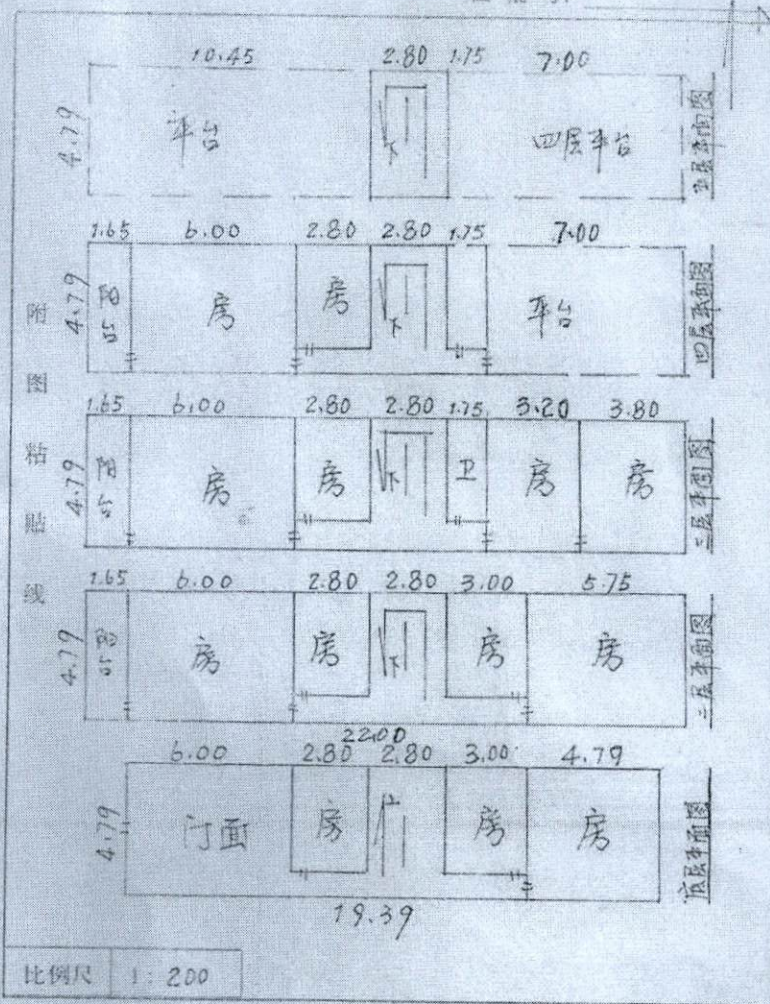 10.45 2.80 1.75 7.00
4.79 平台 下 四层平台
层平面图
1.65 6.00 2.80 2.80 1.75 7.00
4.79 阳台 房 房 下 平台
四层平面图
1.65 6.00 2.80 2.80 1.75 3.20 3.80
4.79 阳台 房 房 下 卫 房 房
三层平面图
1.65 6.00 2.80 2.80 3.00 5.75
4.79 阳台 房 房 下 房 房
二层平面图
22.00
6.00 2.80 2.80 3.00 4.79
4.79 门面 房 上 房 房
底层平面图
19.39
附图粘贴线
比例尺 1:200